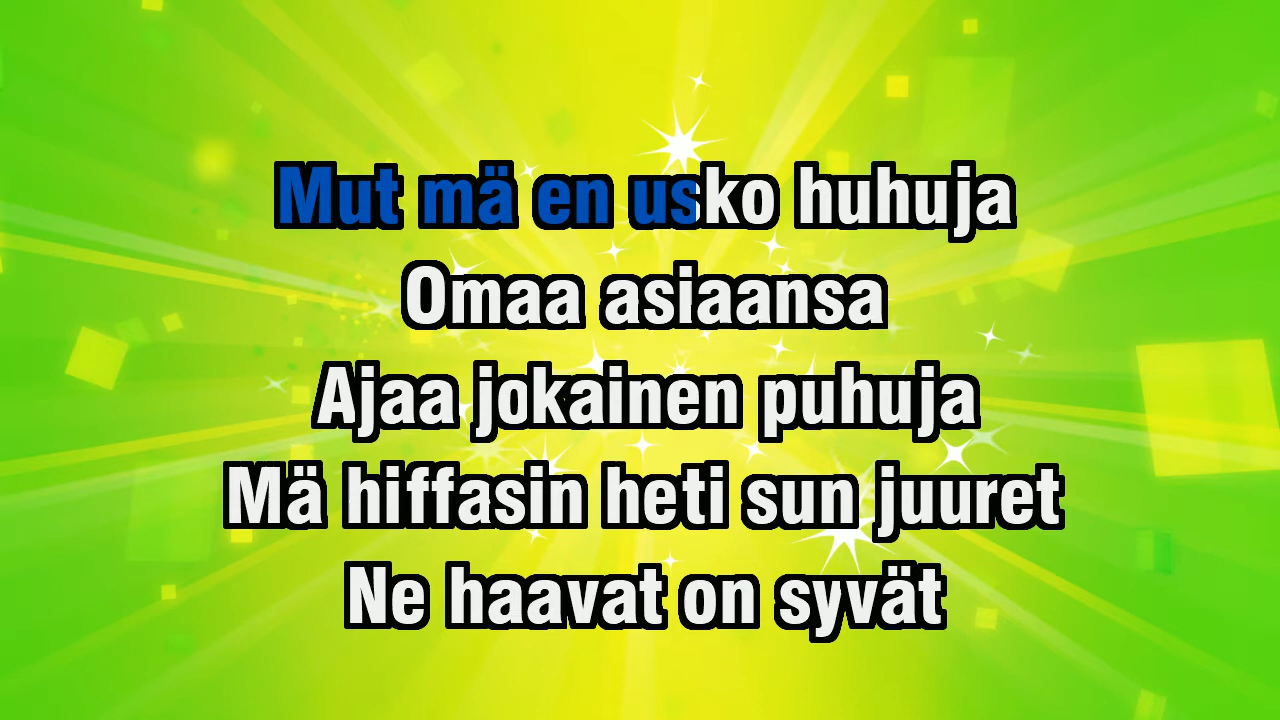 Mut mä en usko huhuja
Omaa asiaansa
Ajaa jokainen puhuja
Mä hiffasin heti sun juuret
Ne haavat on syvät